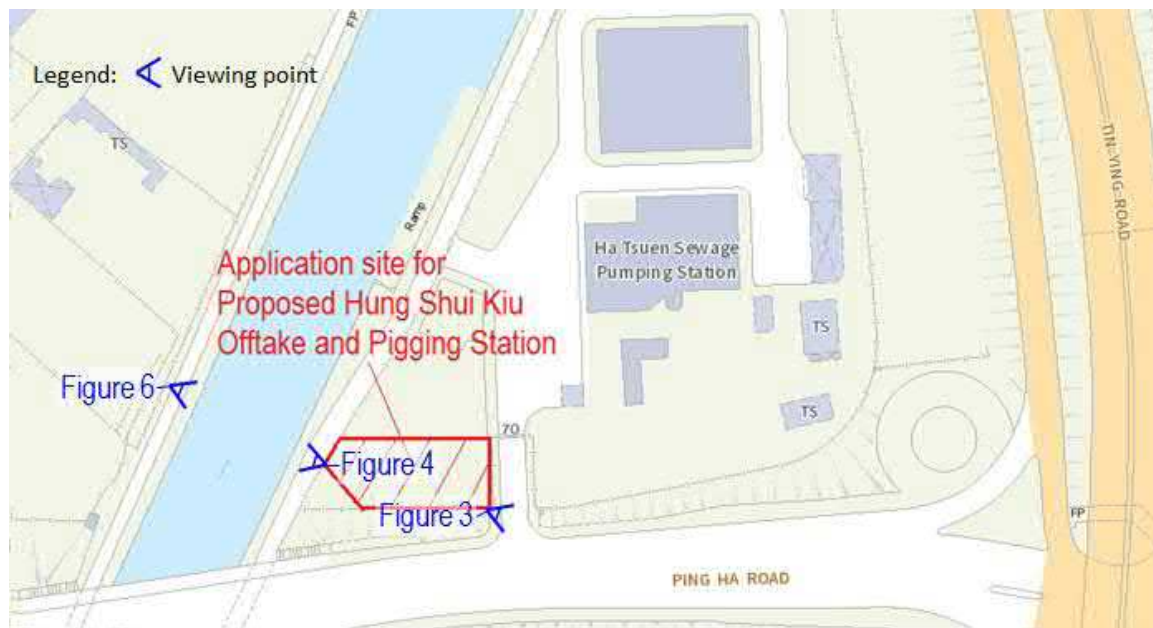 FP
Legend: Viewing point
TS
Ramp
TIN YING ROAD
Ha Tsuen Sewage
Pumping Station
Application site for
Proposed Hung Shui Kiu
Offtake and Pigging Station
TS
Figure 6
TS
70
Figure 4
Figure 3
FP
PING HA ROAD